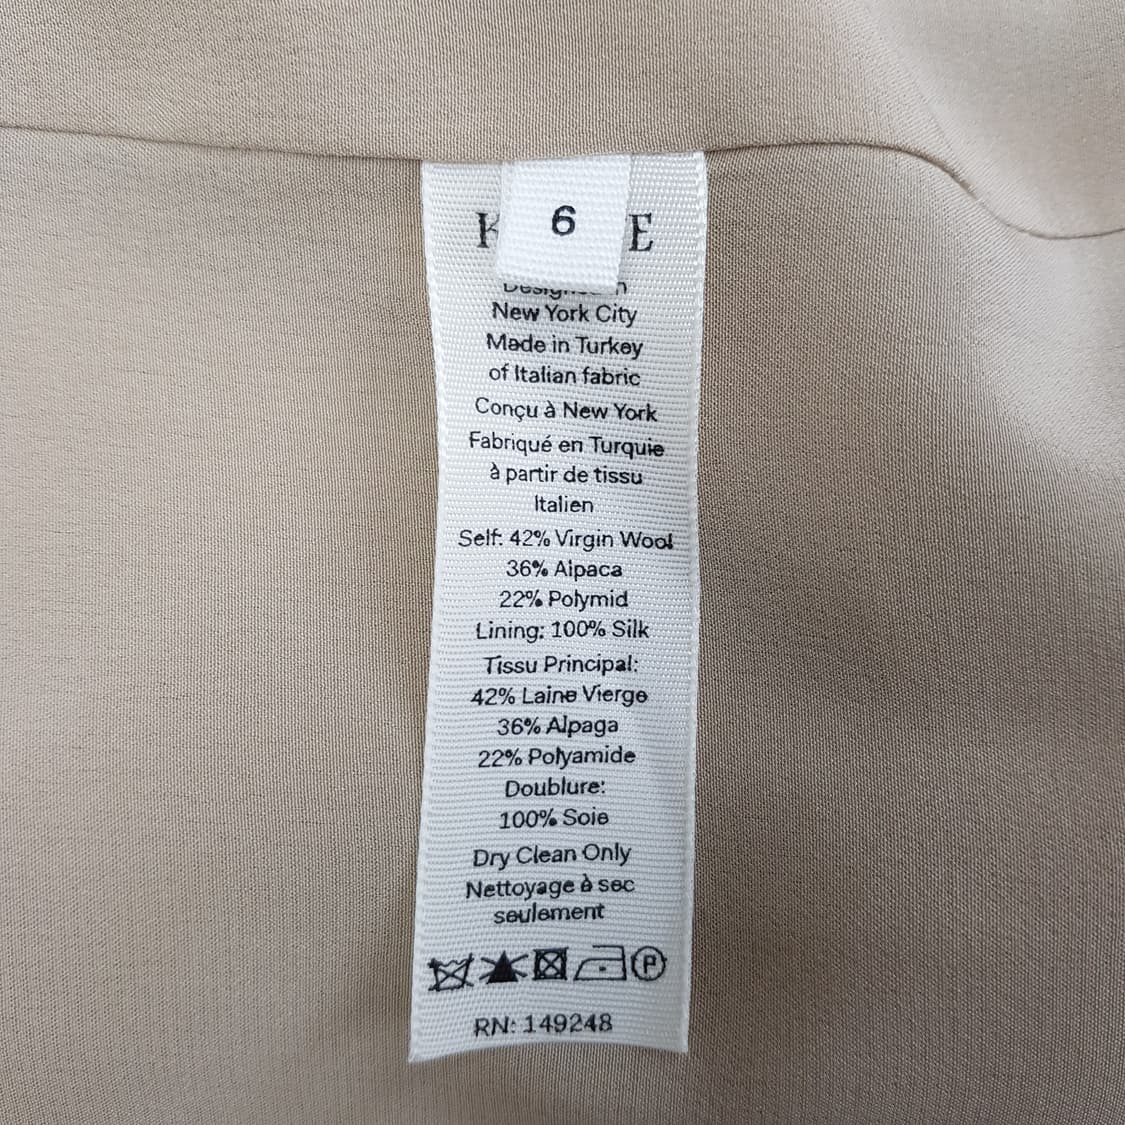 6
New York City
Made in Turkey
of Italian fabric
Conçu à New York
Fabriqué en Turquie
à partir de tissu
Italien
Self: 42% Virgin Wool
36% Alpaca
22% Polymid
Lining: 100% Silk
Tissu Principal:
42% Laine Vierge
36% Alpaga
22% Polyamide
Doublure:
100% Soie
Dry Clean Only
Nettoyage à sec
seulement
P
RN: 149248